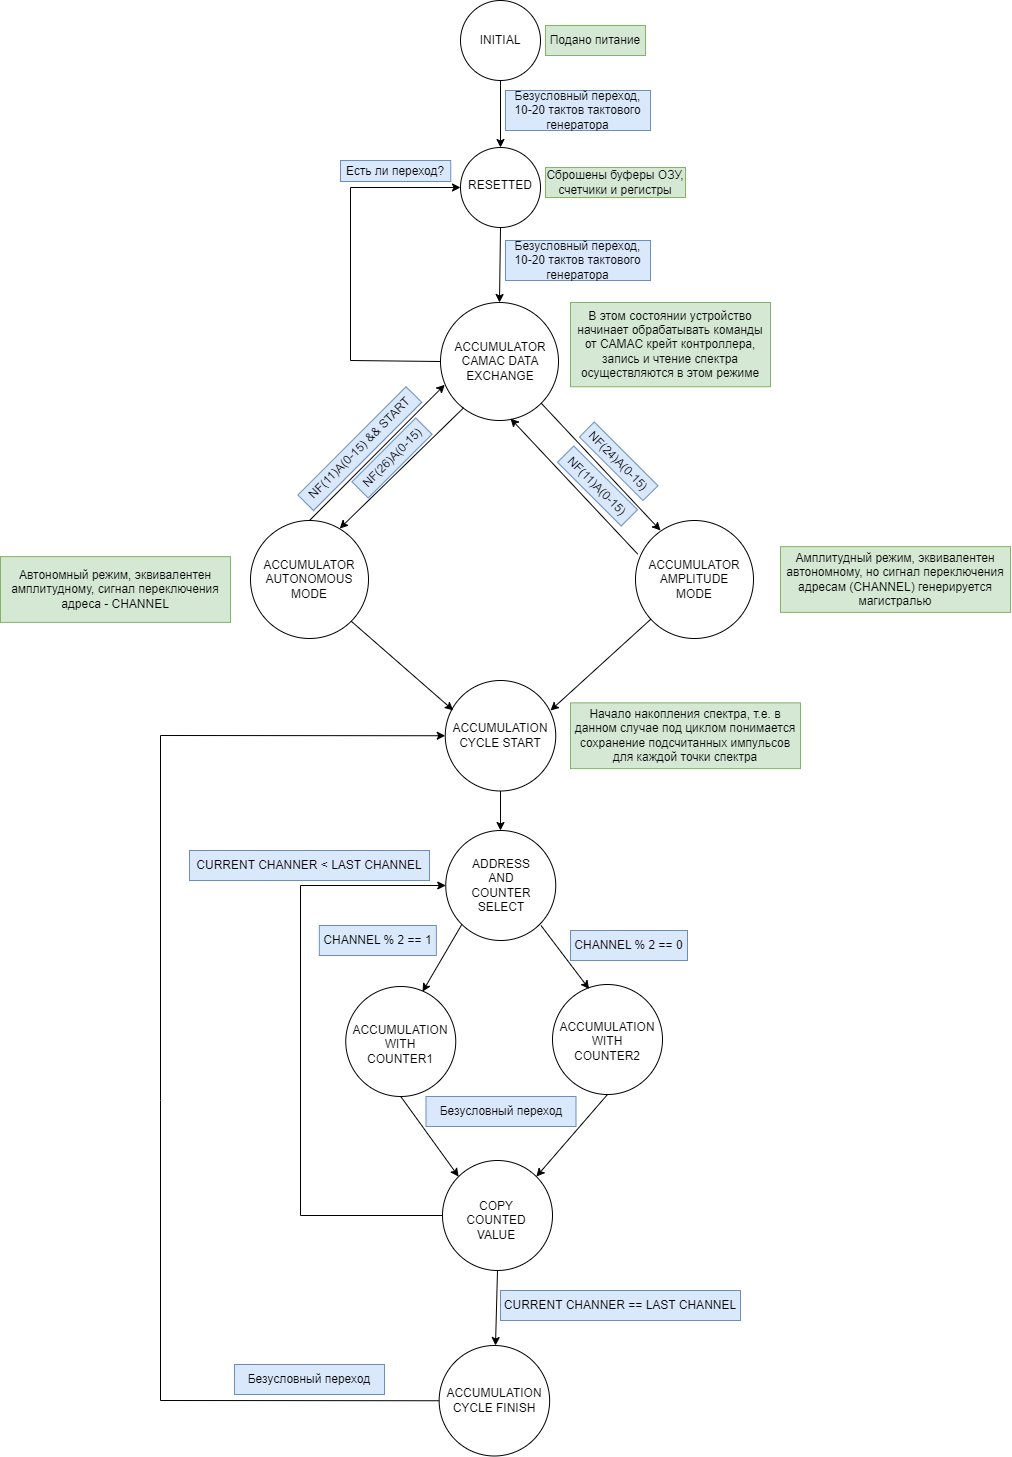 INITIAL
Подано питание
Безусловный переход,
10-20 тактов тактового
генератора
Есть ли переход?
RESETTED
Сброшены буферы ОЗУ,
счетчики и регистры
Безусловный переход,
10-20 тактов тактового
генератора
ACCUMULATOR
CAMAC DATA
EXCHANGE
В этом состоянии устройство
начинает обрабатывать команды
от САМАС крейт контроллера,
запись и чтение спектра
осуществляются в этом режиме
NF(11)A(0-15) && START
NF(26)A(0-15)
NF(24)A(0-15)
NF(11)A(0-15)
Автономный режим, эквивалентен
амплитудному, сигнал переключения
адреса - CHANNEL
ACCUMULATOR
AUTONOMOUS
MODE
ACCUMULATOR
AMPLITUDE
MODE
Амплитудный режим, эквивалентен
автономному, но сигнал переключения
адресам (CHANNEL) генерируется
магистралью
ACCUMULATION
CYCLE START
Начало накопления спектра, т.е. в
данном случае под циклом понимается
сохранение подсчитанных импульсов
для каждой точки спектра
CURRENT CHANNER < LAST CHANNEL
ADDRESS
AND
COUNTER
SELECT
CHANNEL % 2 == 1
CHANNEL % 2 == 0
ACCUMULATION
WITH
COUNTER1
ACCUMULATION
WITH
COUNTER2
Безусловный переход
COPY
COUNTED
VALUE
CURRENT CHANNER == LAST CHANNEL
Безусловный переход
ACCUMULATION
CYCLE FINISH